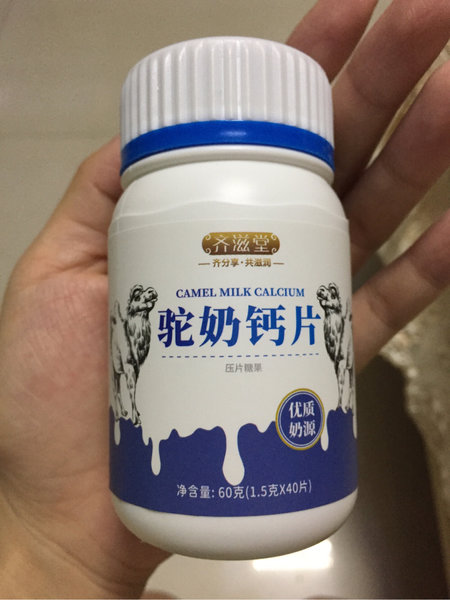 齐滋堂
齐分享·共滋润
CAMEL MILK CALCIUM
驼奶钙片
压片糖果
优质
奶源
净含量: 60克(1.5克X40片)